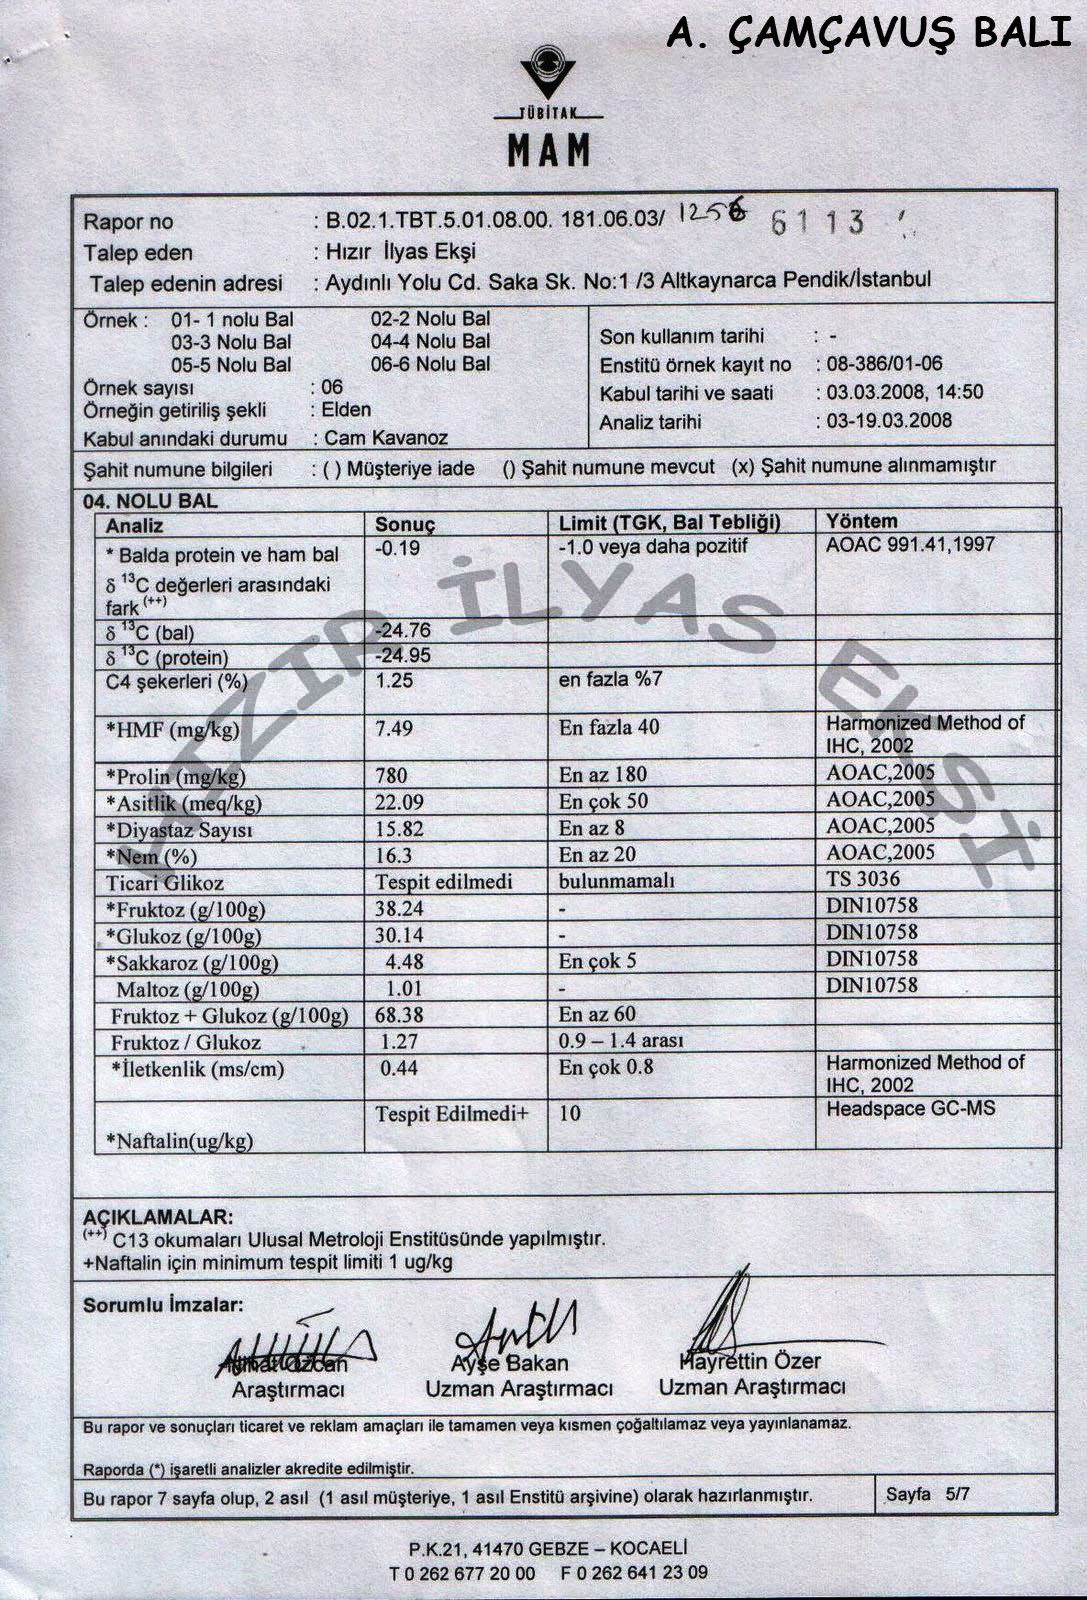 A. ÇAMÇAVUŞ BALI
TÜBİTAK
MAM
Rapor no : B.02.1.TBT.5.01.08.00. 181.06.03/ 1256 6113
Talep eden : Hızır İlyas Ekşi
Talep edenin adresi : Aydınlı Yolu Cd. Saka Sk. No:1 /3 Altkaynarca Pendik/İstanbul
Örnek : 01- 1 nolu Bal 02-2 Nolu Bal
03-3 Nolu Bal 04-4 Nolu Bal
05-5 Nolu Bal 06-6 Nolu Bal
Örnek sayısı : 06
Örneğin getiriliş şekli : Elden
Kabul anındaki durumu : Cam Kavanoz
Son kullanım tarihi : -
Enstitü örnek kayıt no : 08-386/01-06
Kabul tarihi ve saati : 03.03.2008, 14:50
Analiz tarihi : 03-19.03.2008
Şahit numune bilgileri : ( ) Müşteriye iade () Şahit numune mevcut (x) Şahit numune alınmamıştır
04. NOLU BAL
Analiz Sonuç Limit (TGK, Bal Tebliği) Yöntem
* Balda protein ve ham bal -0.19 -1.0 veya daha pozitif AOAC 991.41,1997
δ 13C değerleri arasındaki
fark (++)
δ 13C (bal) -24.76
δ 13C (protein) -24.95
C4 şekerleri (%) 1.25 en fazla %7
*HMF (mg/kg) 7.49 En fazla 40 Harmonized Method of
IHC, 2002
*Prolin (mg/kg) 780 En az 180 AOAC,2005
*Asitlik (meq/kg) 22.09 En çok 50 AOAC,2005
*Diyastaz Sayısı 15.82 En az 8 AOAC,2005
*Nem (%) 16.3 En az 20 AOAC,2005
Ticari Glikoz Tespit edilmedi bulunmamalı TS 3036
*Fruktoz (g/100g) 38.24 - DIN10758
*Glukoz (g/100g) 30.14 - DIN10758
*Sakkaroz (g/100g) 4.48 En çok 5 DIN10758
Maltoz (g/100g) 1.01 - DIN10758
Fruktoz + Glukoz (g/100g) 68.38 En az 60
Fruktoz / Glukoz 1.27 0.9 – 1.4 arası
*İletkenlik (ms/cm) 0.44 En çok 0.8 Harmonized Method of
IHC, 2002
*Naftalin(ug/kg) Tespit Edilmedi+ 10 Headspace GC-MS
HIZIR İLYAS EKŞİ
AÇIKLAMALAR:
(++) C13 okumaları Ulusal Metroloji Enstitüsünde yapılmıştır.
+Naftalin için minimum tespit limiti 1 ug/kg
Sorumlu İmzalar:
Nihat Özcan Ayşe Bakan Hayrettin Özer
Araştırmacı Uzman Araştırmacı Uzman Araştırmacı
Bu rapor ve sonuçları ticaret ve reklam amaçları ile tamamen veya kısmen çoğaltılamaz veya yayınlanamaz.
Raporda (*) işaretli analizler akredite edilmiştir.
Bu rapor 7 sayfa olup, 2 asıl (1 asıl müşteriye, 1 asıl Enstitü arşivine) olarak hazırlanmıştır. Sayfa 5/7
P.K.21, 41470 GEBZE – KOCAELİ
T 0 262 677 20 00 F 0 262 641 23 09